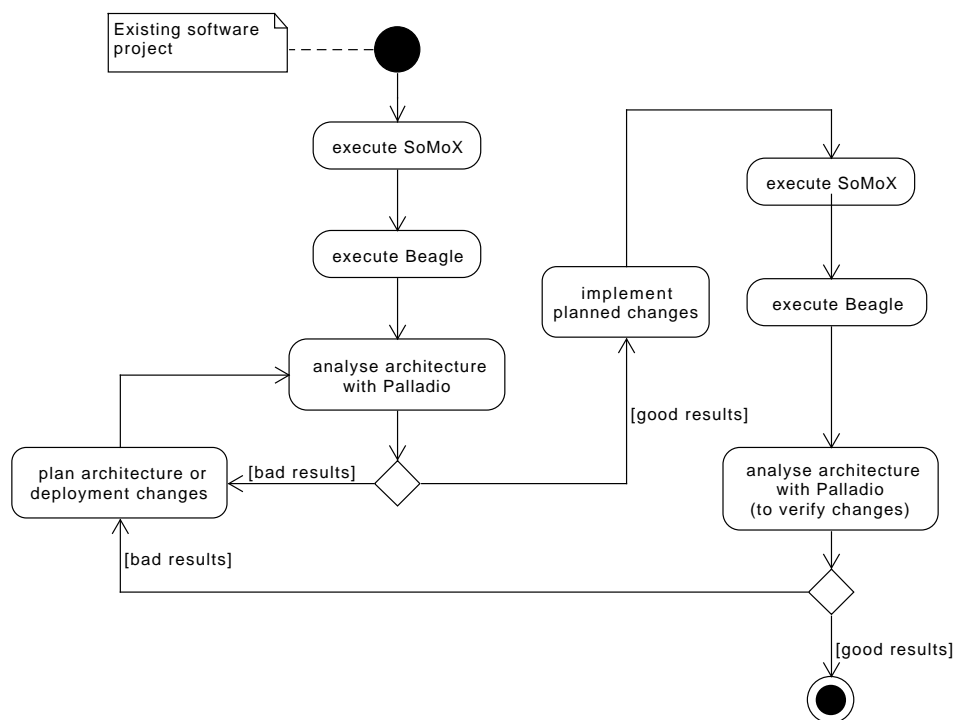 Existing software
project
execute SoMoX
execute Beagle
analyse architecture
with Palladio
[bad results]
plan architecture or
deployment changes
[bad results]
implement
planned changes
[good results]
execute SoMoX
execute Beagle
analyse architecture
with Palladio
(to verify changes)
[good results]